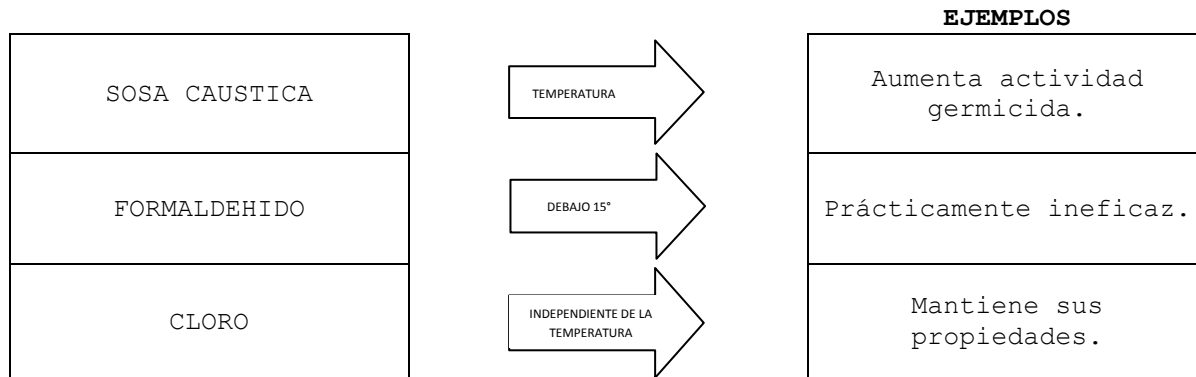 EJEMPLOS
SOSA CAUSTICA
TEMPERATURA
Aumenta actividad
germicida.
FORMALDEHIDO
DEBAJO 15°
Prácticamente ineficaz.
CLORO
INDEPENDIENTE DE LA
TEMPERATURA
Mantiene sus
propiedades.